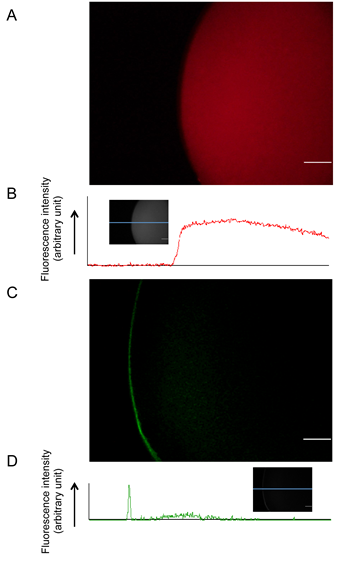 A
B
Fluorescence intensity
(arbitrary unit)
C
D
Fluorescence intensity
(arbitrary unit)